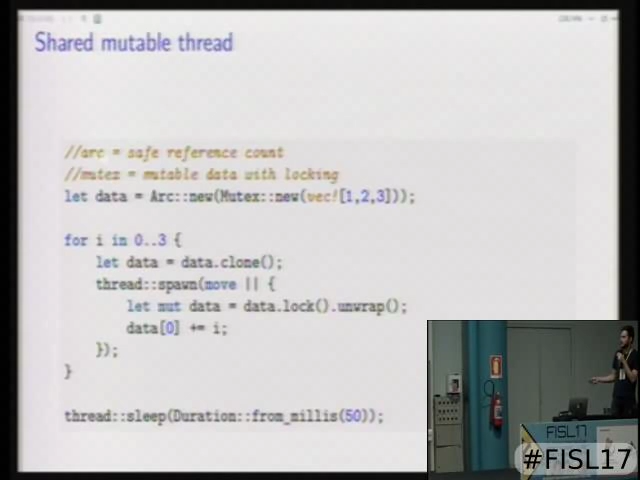 Shared mutable thread
//arc = safe reference count
//mutex = mutable data with locking
let data = Arc::new(Mutex::new(vec![1,2,3]));
for i in 0..3 {
let data = data.clone();
thread::spawn(move || {
let mut data = data.lock().unwrap();
data[0] += i;
});
}
thread::sleep(Duration::from_millis(50));
FISL17
#FISL17